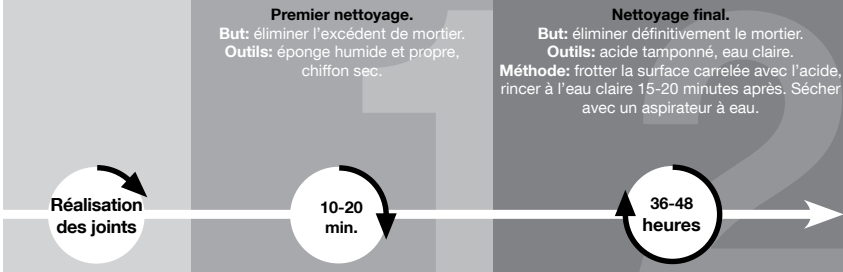 Premier nettoyage.
But: éliminer l'excédent de mortier.
Outils: éponge humide et propre,
chiffon sec.
1
Nettoyage final.
But: éliminer définitivement le mortier.
Outils: acide tamponné, eau claire.
Méthode: frotter la surface carrelée avec l'acide,
rincer à l'eau claire 15-20 minutes après. Sécher
avec un aspirateur à eau.
2
Réalisation
des joints
10-20
min.
36-48
heures